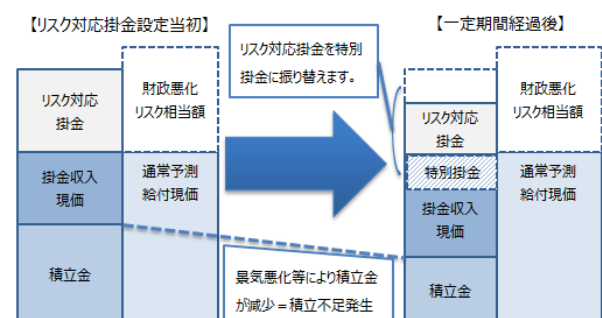 【リスク対応掛金設定当初】
リスク対応
掛金
掛金収入
現価
積立金
財政悪化
リスク相当額
通常予測
給付現価
リスク対応掛金を特別
掛金に振り替えます。
景気悪化等により積立金
が減少=積立不足発生
【一定期間経過後】
リスク対応
掛金
特別掛金
掛金収入
現価
積立金
財政悪化
リスク相当額
通常予測
給付現価